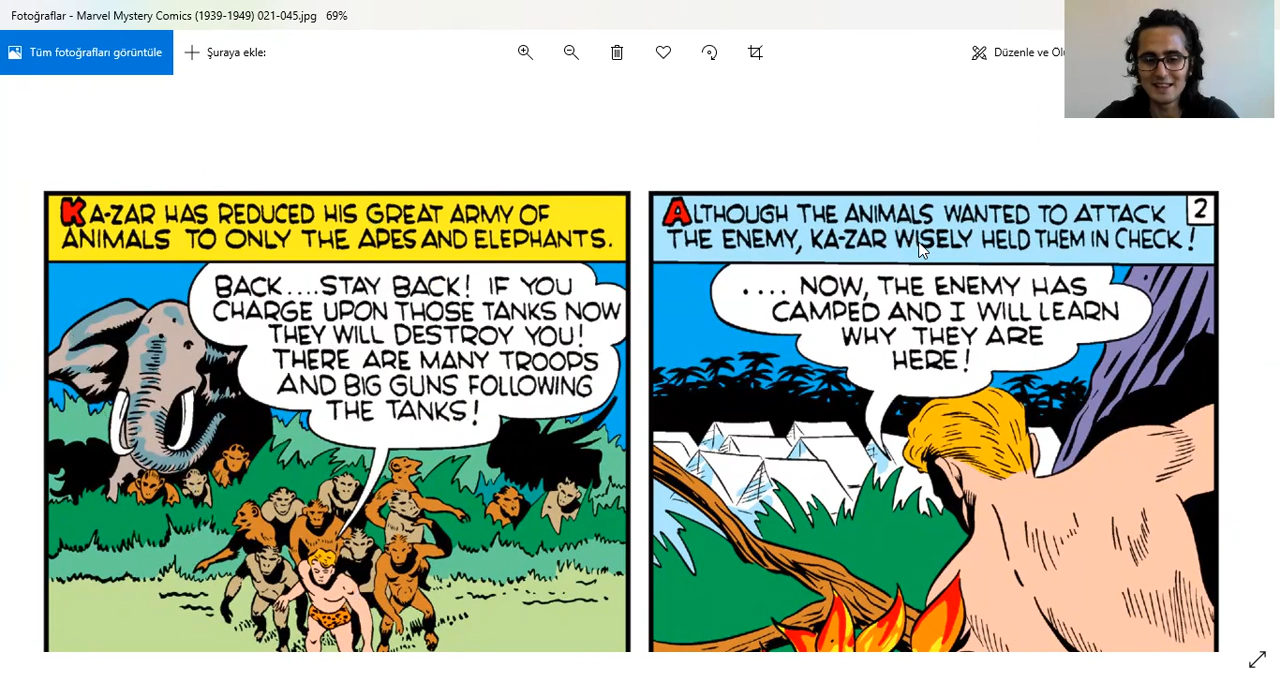 Fotoğraflar - Marvel Mystery Comics (1939-1949) 021-045.jpg   69%
Tüm fotoğrafları görüntüle
Şuraya ekle:
Düzenle ve Olu
KA-ZAR HAS REDUCED HIS GREAT ARMY OF
ANIMALS TO ONLY THE APES AND ELEPHANTS.
BACK....STAY BACK! IF YOU
CHARGE UPON THOSE TANKS NOW
THEY WILL DESTROY YOU!
THERE ARE MANY TROOPS
AND BIG GUNS FOLLOWING
THE TANKS!
ALTHOUGH THE ANIMALS WANTED TO ATTACK
THE ENEMY, KA-ZAR WISELY HELD THEM IN CHECK!
2
.... NOW, THE ENEMY HAS
CAMPED AND I WILL LEARN
WHY THEY ARE
HERE!